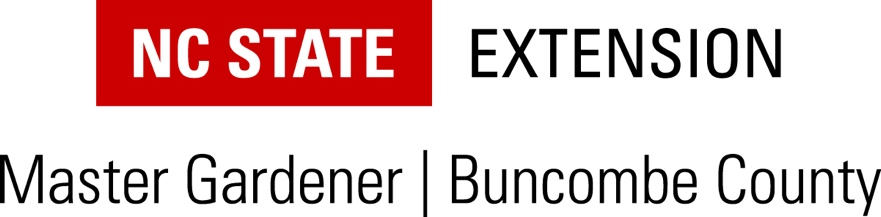 NC STATE EXTENSION
Master Gardener | Buncombe County